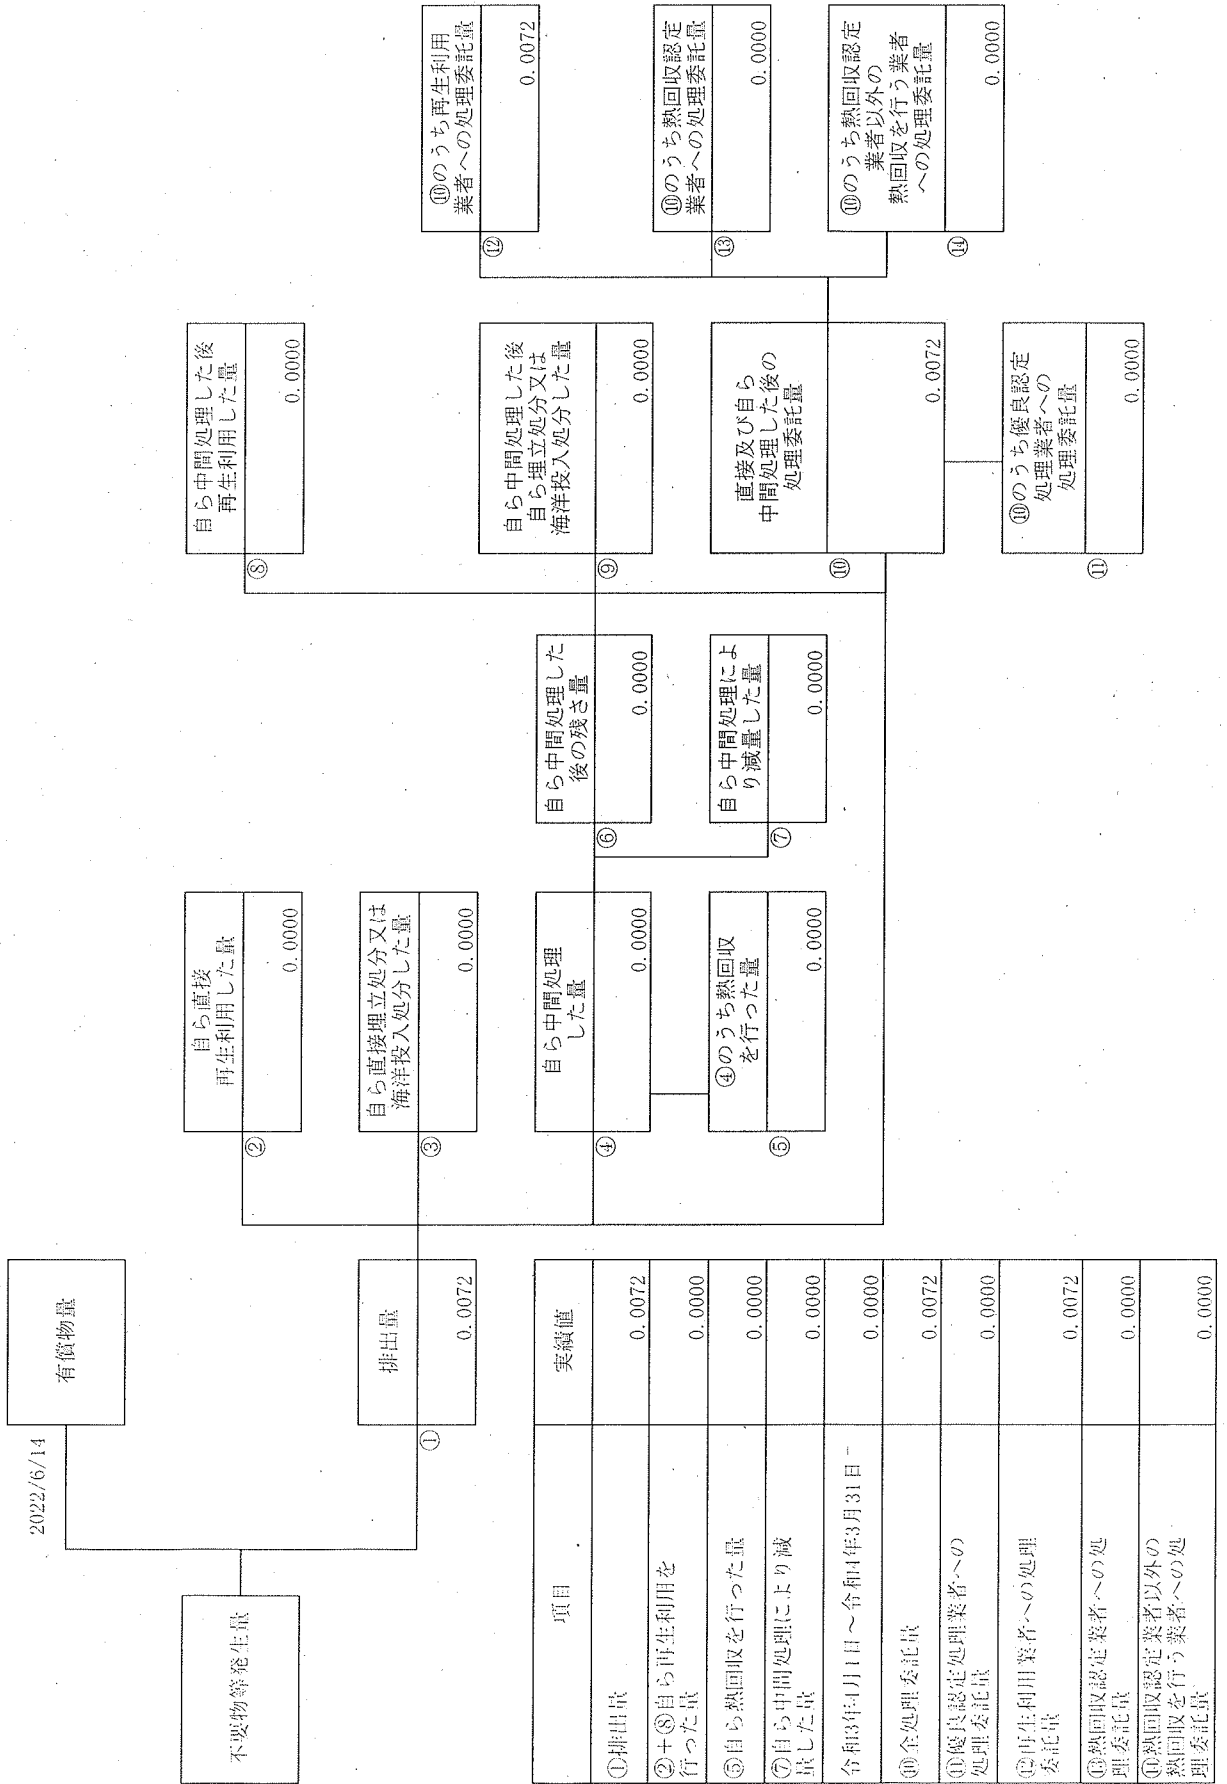 2022/6/14
不要物等発生量
有償物量
排出量
①
0.0072
自ら直接
再生利用した量
②
0.0000
自ら直接埋立処分又は
海洋投入処分した量
③
0.0000
自ら中間処理
した量
④
0.0000
④のうち熱回収
を行った量
⑤
0.0000
自ら中間処理した
後の残さ量
⑥
0.0000
自ら中間処理によ
り減量した量
⑦
0.0000
自ら中間処理した後
再生利用した量
⑧
0.0000
自ら中間処理した後
自ら埋立処分又は
海洋投入処分した量
⑨
0.0000
直接及び自ら
中間処理した後の
処理委託量
⑩
0.0072
⑩のうち優良認定
処理業者への
処理委託量
⑪
0.0000
⑩のうち再生利用
業者への処理委託量
⑫
0.0072
⑩のうち熱回収認定
業者への処理委託量
⑬
0.0000
⑩のうち熱回収認定
業者以外の
熱回収を行う業者
への処理委託量
⑭
0.0000
項目 実績値
①排出量 0.0072
②+⑧自ら再生利用を
行った量 0.0000
⑤自ら熱回収を行った量 0.0000
⑦自ら中間処理により減
量した量 0.0000
令和3年4月1日~令和4年3月31日 0.0000
⑩全処理委託量 0.0072
⑪優良認定処理業者への
処理委託量 0.0000
⑫再生利用業者への処理
委託量 0.0072
⑬熱回収認定業者への処
理委託量 0.0000
⑭熱回収認定業者以外の
熱回収を行う業者への処
理委託量 0.0000